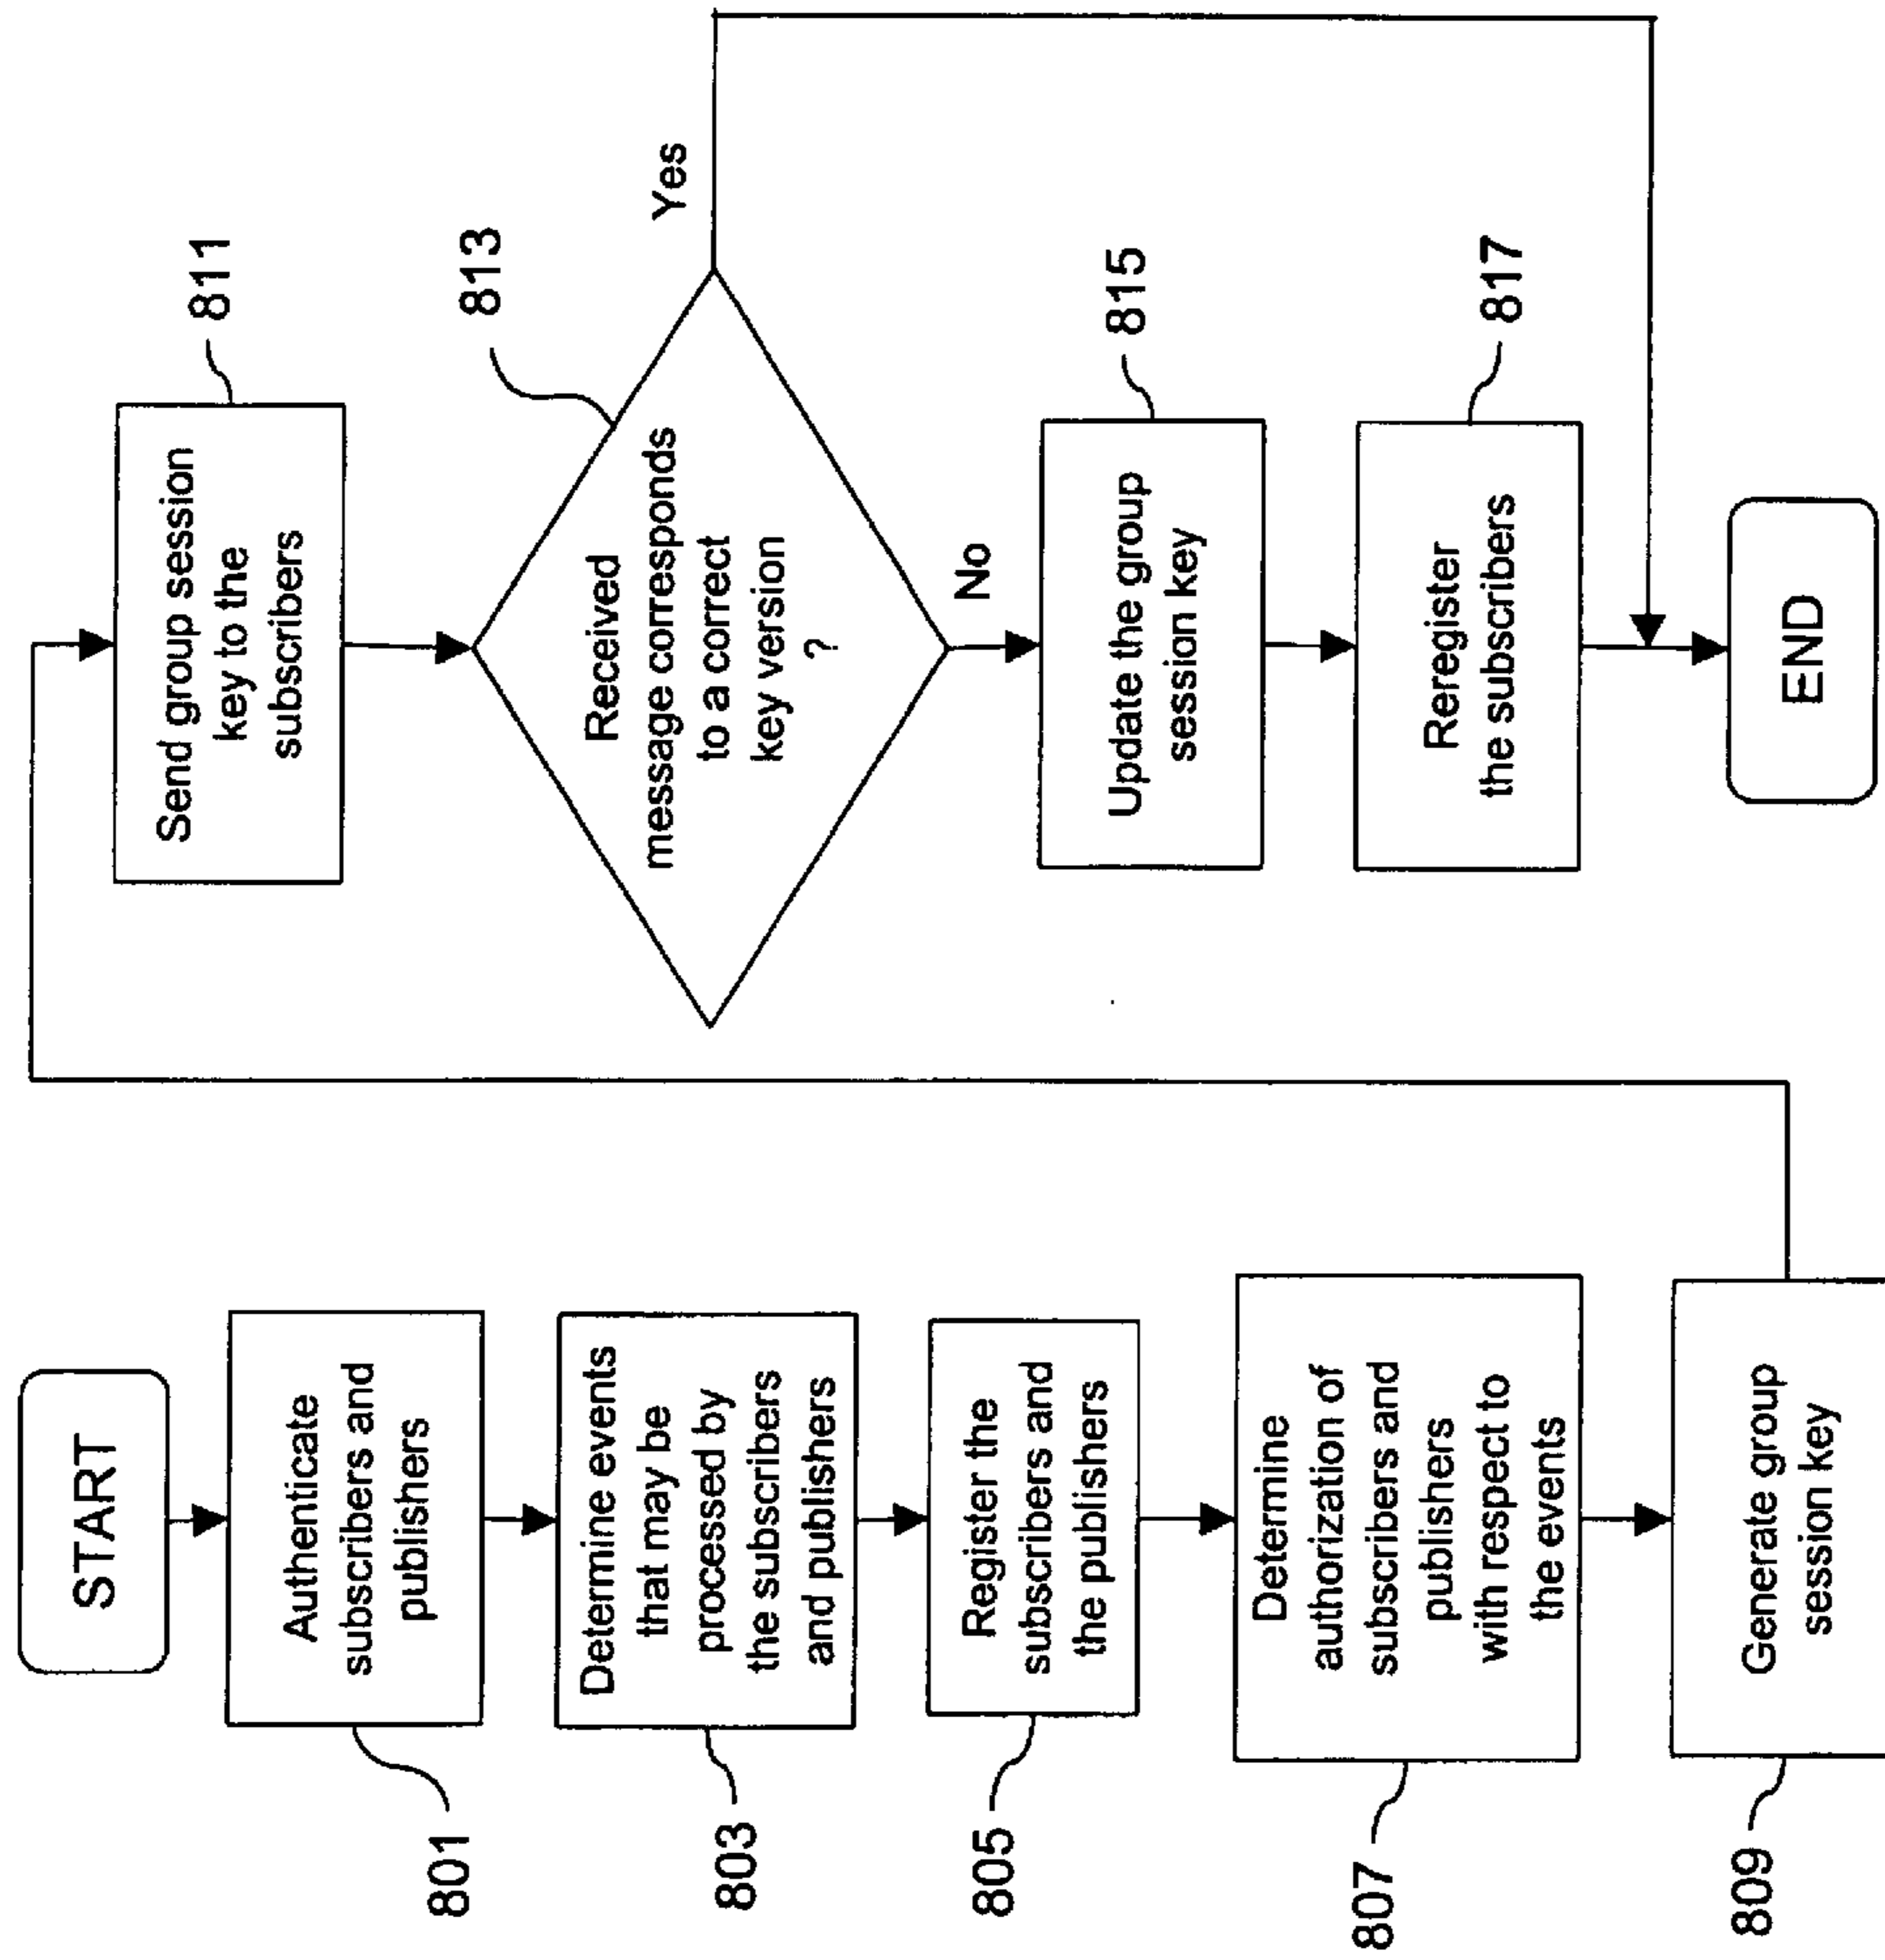 START
801
Authenticate
subscribers and
publishers
803
Determine events
that may be
processed by
the subscribers
and publishers
805
Register the
subscribers and
the publishers
807
Determine
authorization of
subscribers and
publishers
with respect to
the events
809
Generate group
session key
811
Send group session
key to the
subscribers
813
Received
message corresponds
to a correct
key version
?
Yes
No
815
Update the group
session key
817
Reregister
the subscribers
END